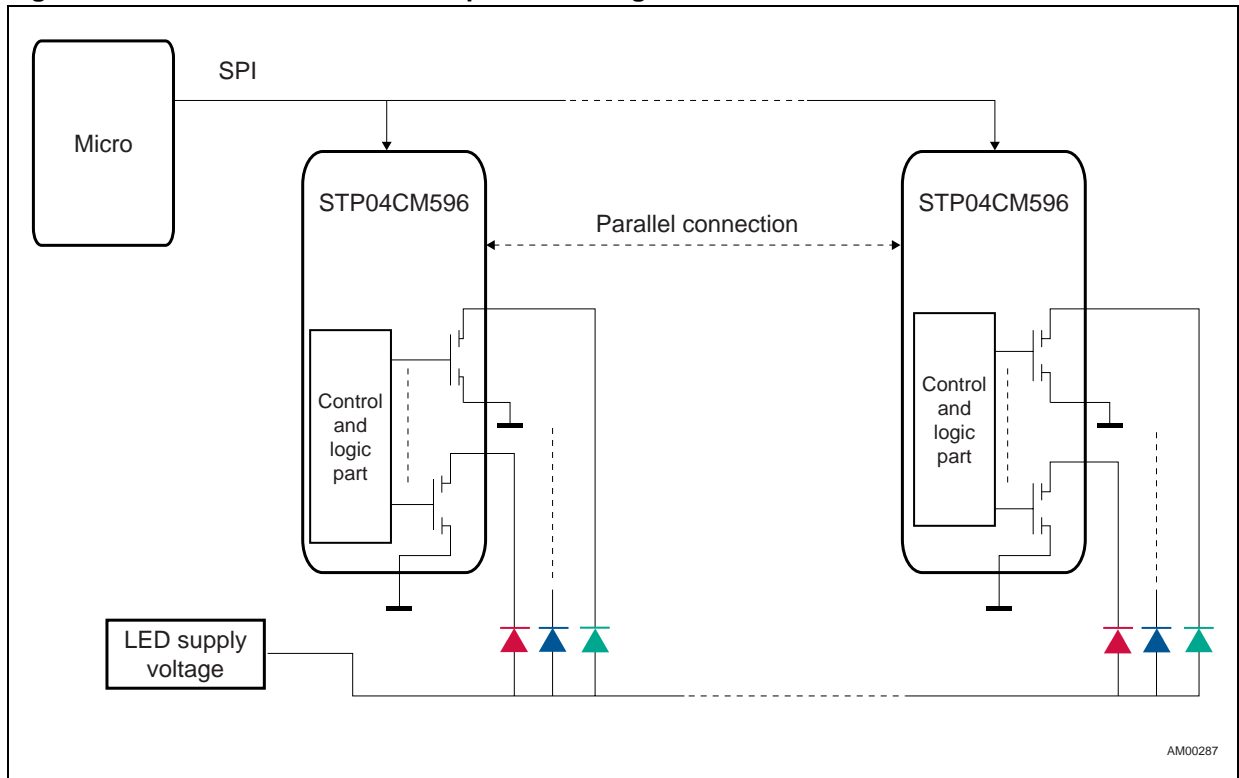 SPI
Micro
STP04CM596
STP04CM596
Parallel connection
Control
and
logic
part
Control
and
logic
part
LED supply
voltage
AM00287